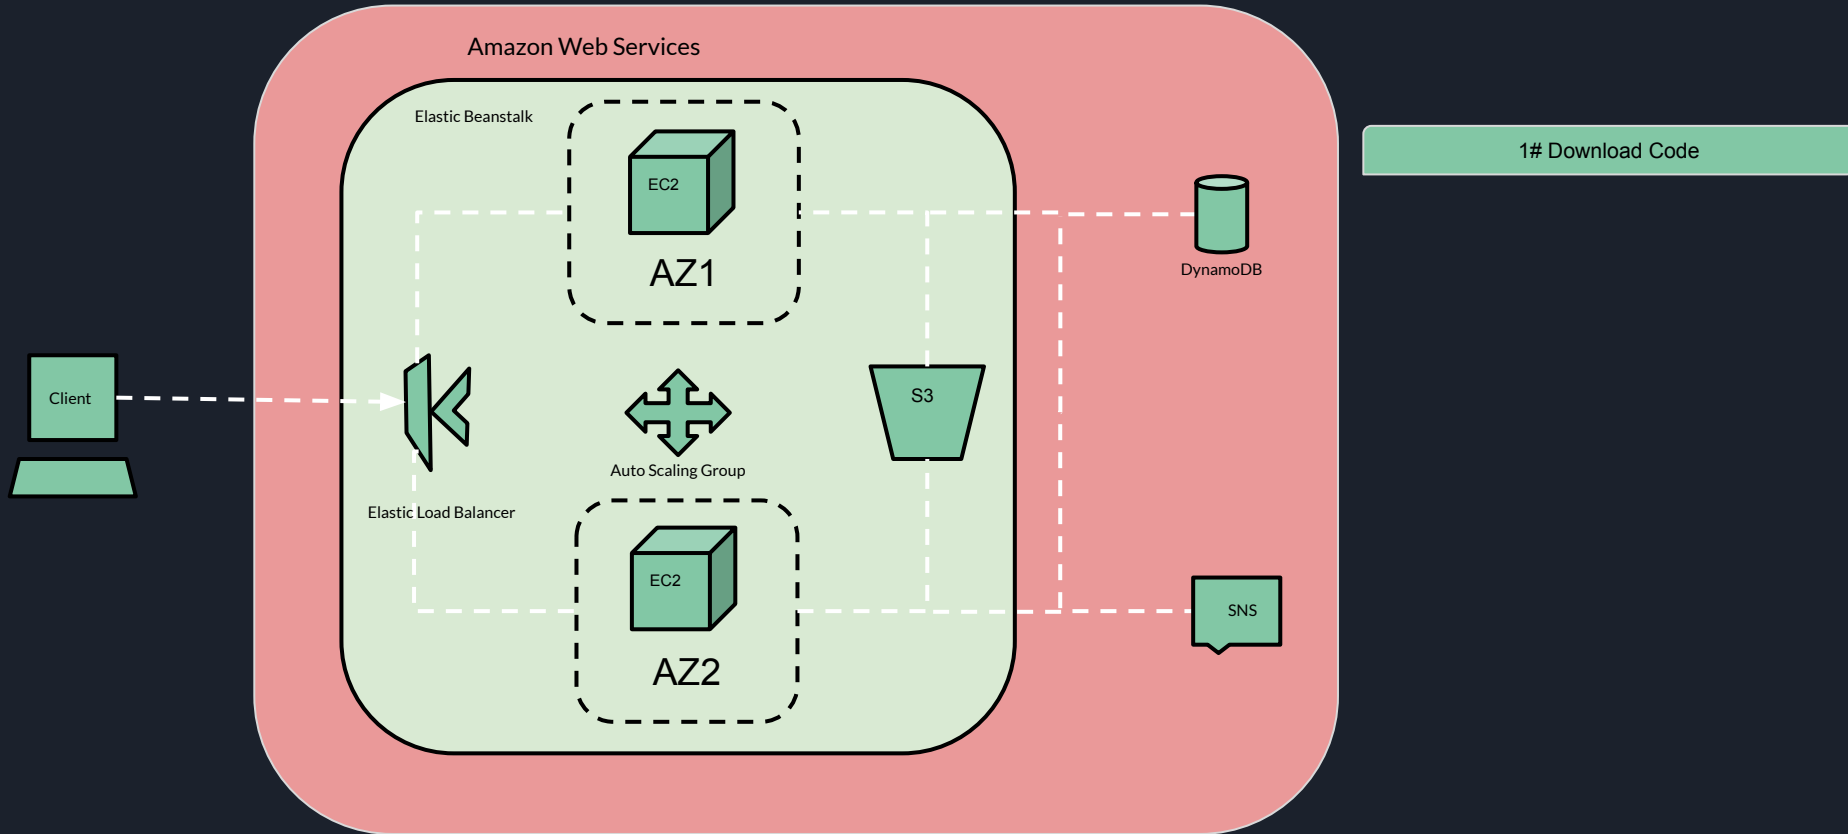 Amazon Web Services
Elastic Beanstalk
EC2
AZ1
1# Download Code
DynamoDB
Client
S3
Auto Scaling Group
Elastic Load Balancer
EC2
AZ2
SNS